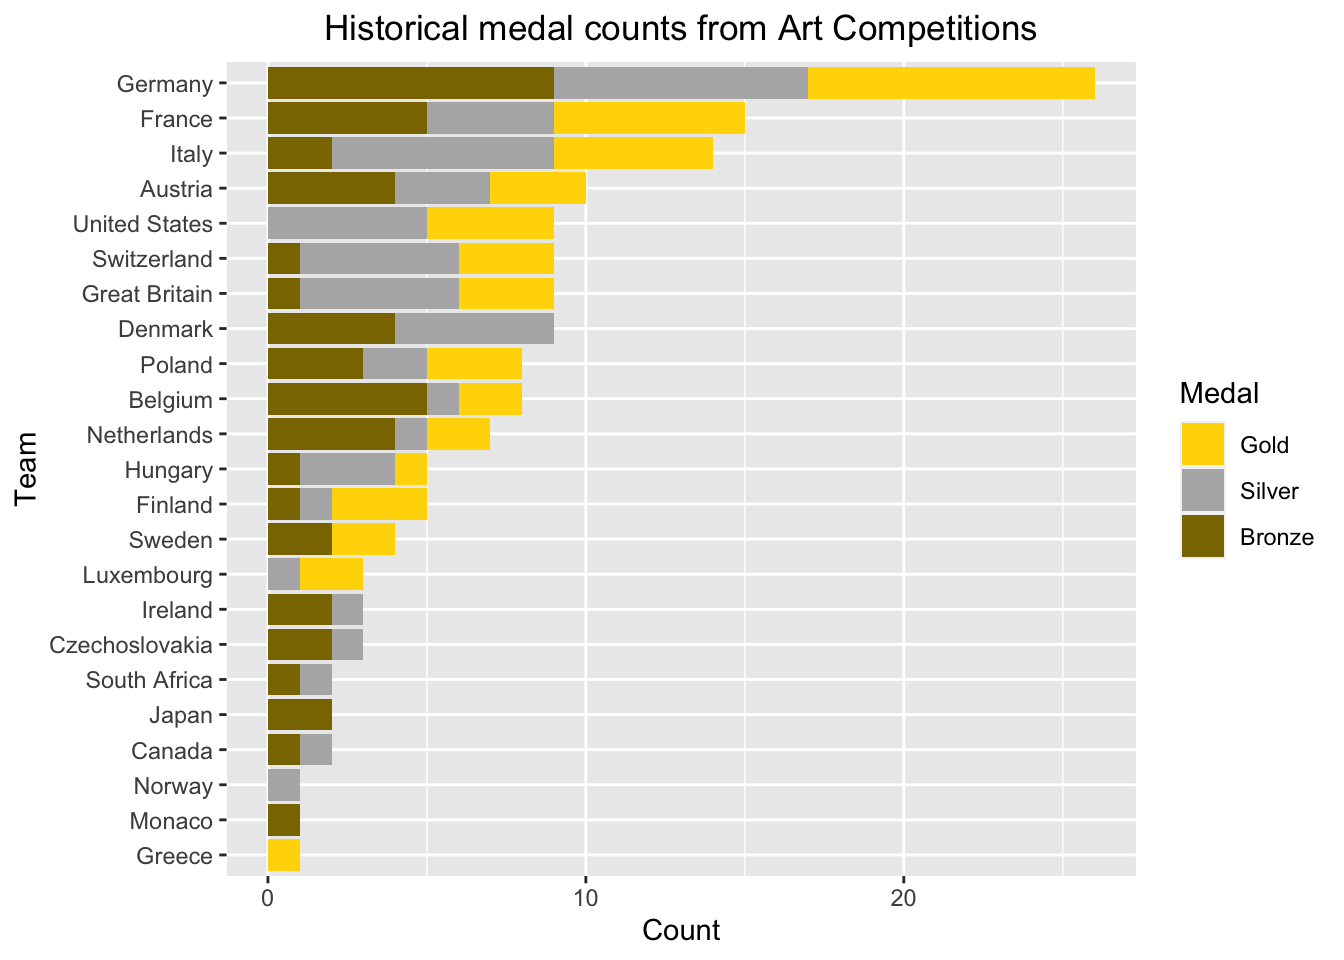 Historical medal counts from Art Competitions
Germany
France
Italy
Austria
United States
Switzerland
Great Britain
Denmark
Poland
Belgium
Netherlands
Hungary
Finland
Sweden
Luxembourg
Ireland
Czechoslovakia
South Africa
Japan
Canada
Norway
Monaco
Greece
Team
0 10 20
Count
Medal
Gold
Silver
Bronze